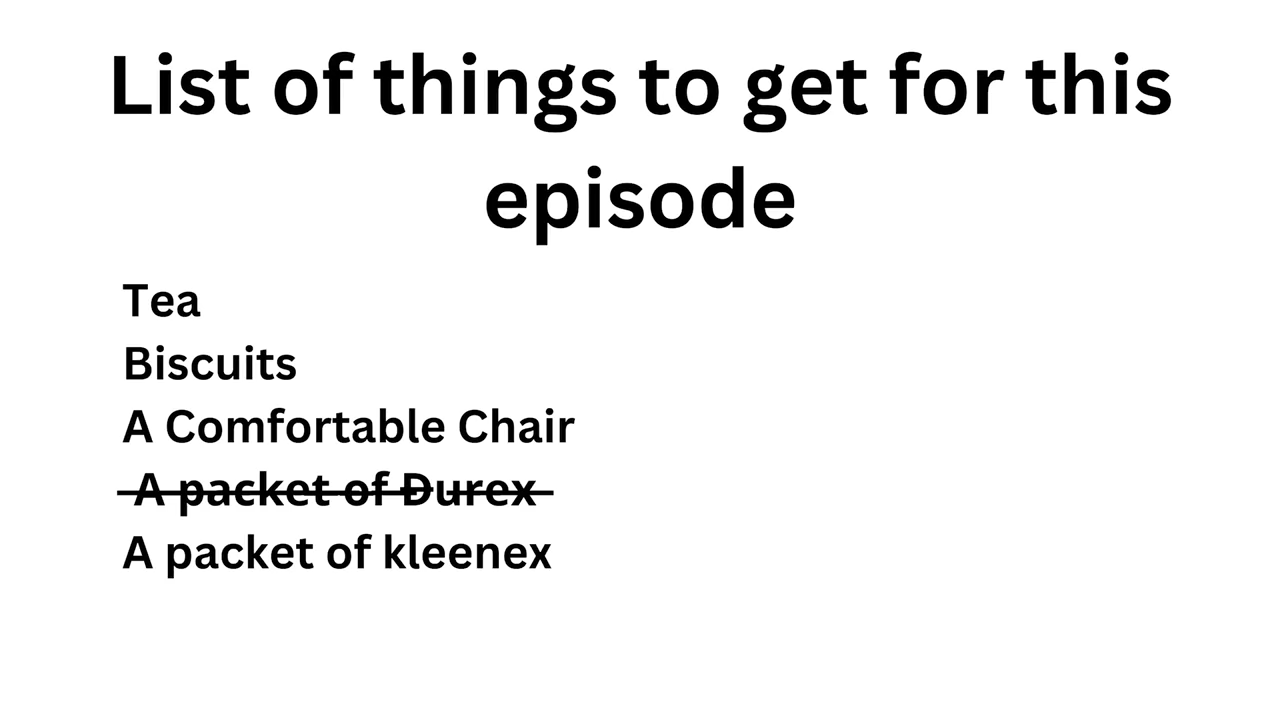 List of things to get for this
episode
Tea
Biscuits
A Comfortable Chair
A packet of Durex
A packet of kleenex